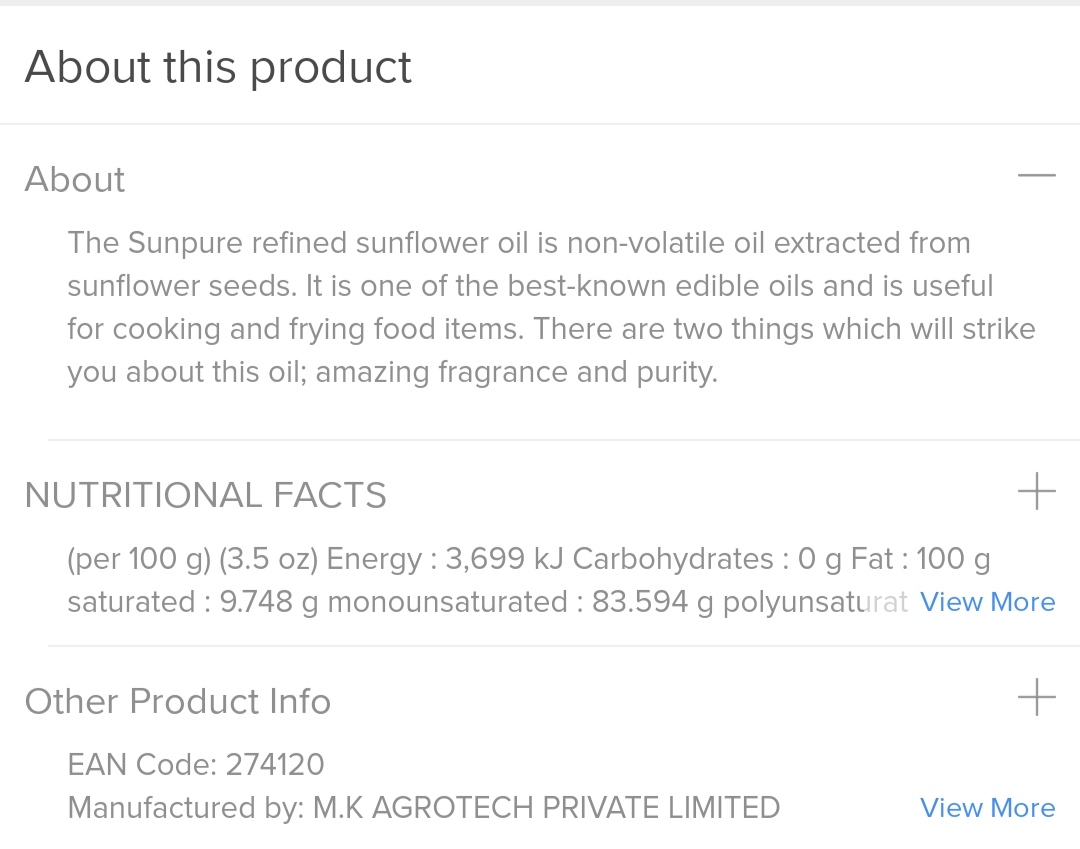 About this product
About
The Sunpure refined sunflower oil is non-volatile oil extracted from
sunflower seeds. It is one of the best-known edible oils and is useful
for cooking and frying food items. There are two things which will strike
you about this oil; amazing fragrance and purity.
NUTRITIONAL FACTS
(per 100 g) (3.5 oz) Energy : 3,699 kJ Carbohydrates : 0 g Fat : 100 g
saturated : 9.748 g monounsaturated : 83.594 g polyunsaturat View More
Other Product Info
EAN Code: 274120
Manufactured by: M.K AGROTECH PRIVATE LIMITED View More